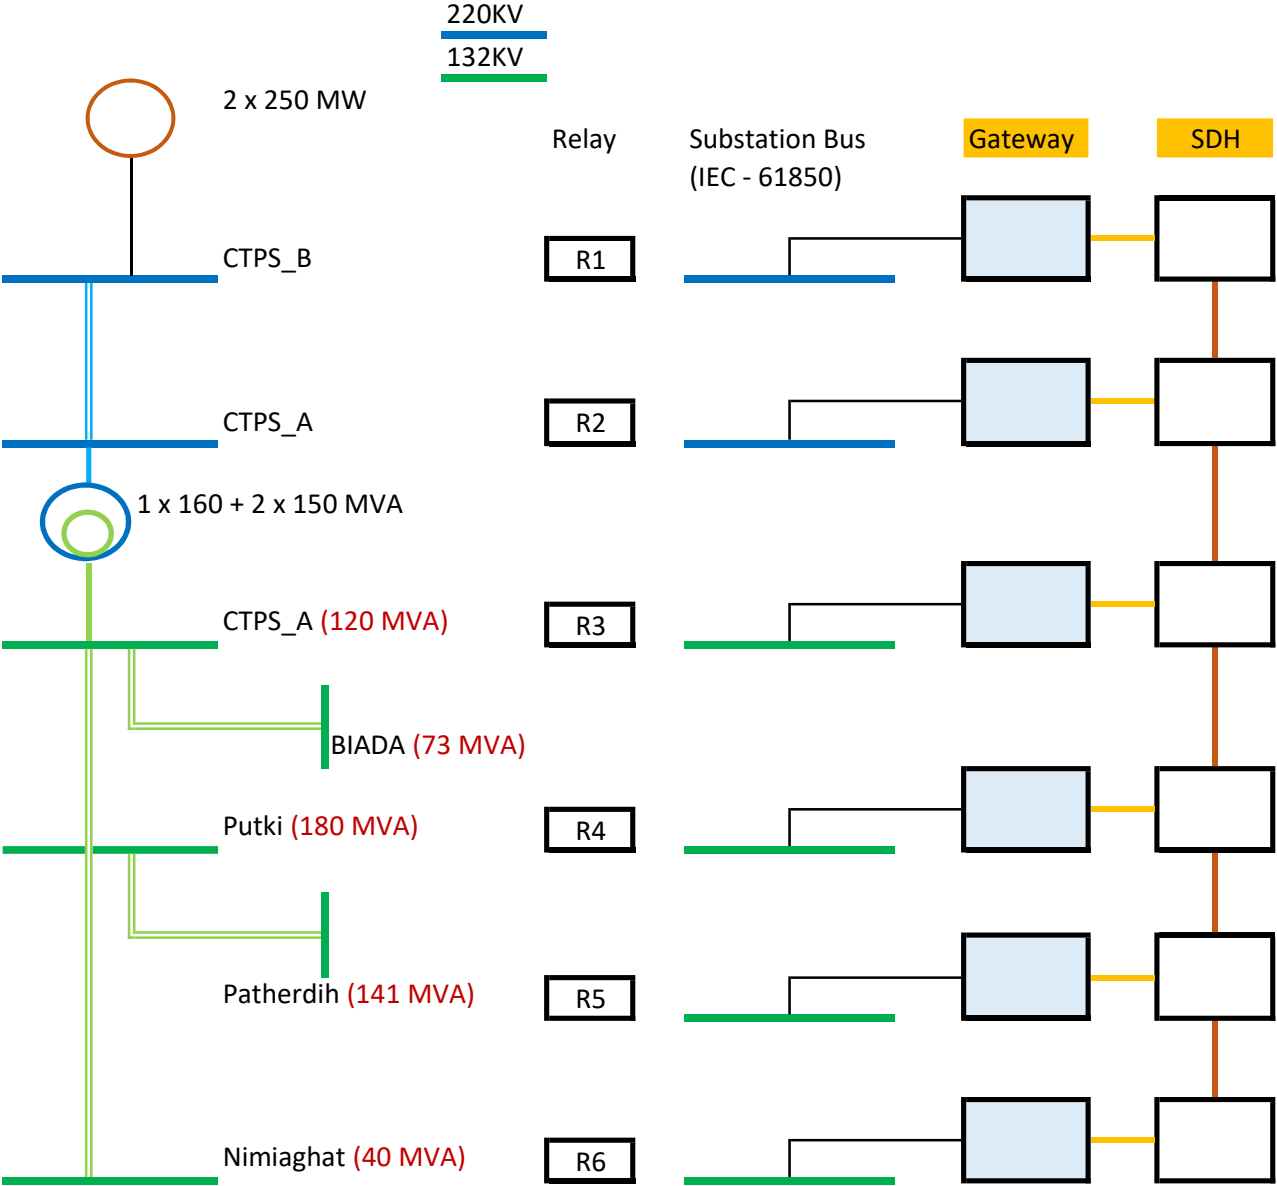 220KV
132KV
2 x 250 MW
Relay
Substation Bus
(IEC - 61850)
Gateway
SDH
CTPS_B
R1
CTPS_A
R2
1 x 160 + 2 x 150 MVA
CTPS_A (120 MVA)
R3
BIADA (73 MVA)
Putki (180 MVA)
R4
Patherdih (141 MVA)
R5
Nimiaghat (40 MVA)
R6